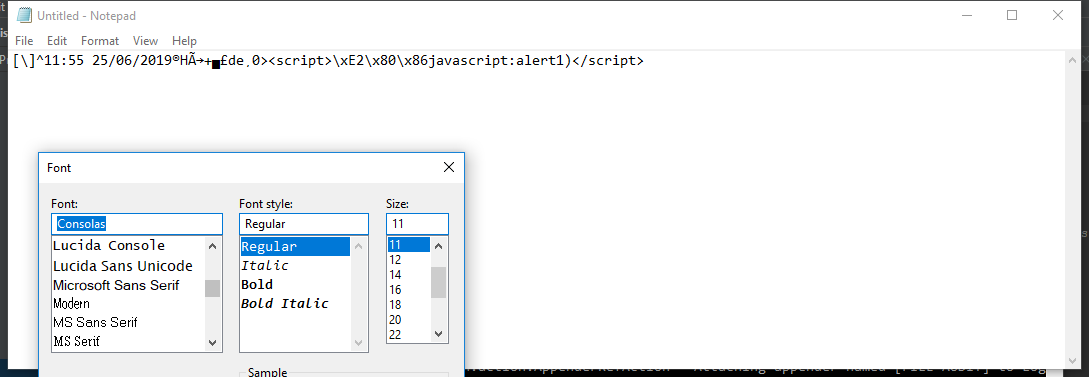 Untitled - Notepad
File Edit Format View Help
[\]^11:55 25/06/2019®HÃ→+▄£de¸0><script>\xE2\x80\x86javascript:alert1)</script>
Font
Font: Font style: Size:
Consolas Regular 11
Lucida Console Regular 11
Lucida Sans Unicode Italic 12
Microsoft Sans Serif Bold 14
Modern Bold Italic 16
MS Sans Serif 18
MS Serif 20
22
Sample